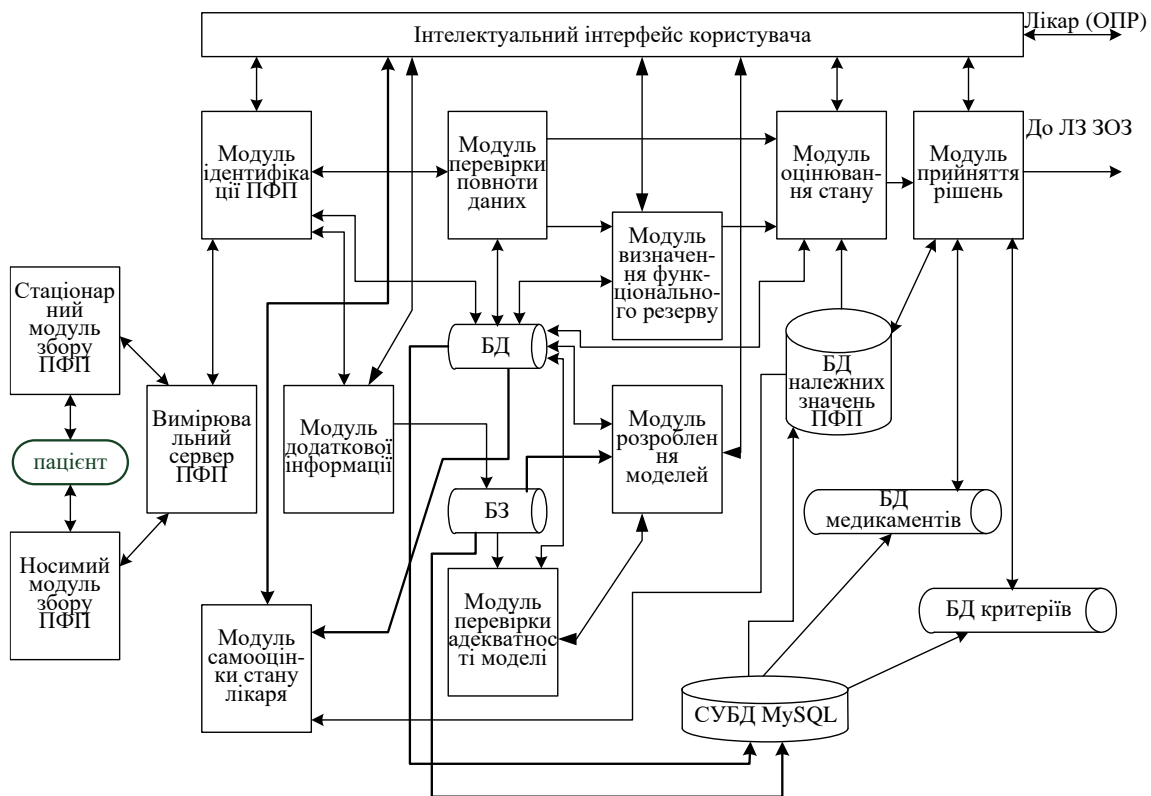 Лікар (ОПР)
Інтелектуальний інтерфейс користувача
До ЛЗ ЗОЗ
Модуль
ідентифіка
ції ПФП
Модуль
перевірки
повноти
даних
Модуль
оцінюван-
ня стану
Модуль
прийняття
рішень
Модуль
визначен-
ня функ-
ціонально-
го резерву
Стаціонар
ний
модуль
збору
ПФП
БД
БД
належних
значень
ПФП
Вимірюва
льний
сервер
ПФП
Модуль
додаткової
інформації
Модуль
розроблен
ня
моделей
пацієнт
БЗ
БД
медикаментів
Носимий
модуль
збору
ПФП
Модуль
перевірки
адекватнос
ті моделі
БД критеріїв
Модуль
самооцін-
ки стану
лікаря
СУБД MySQL